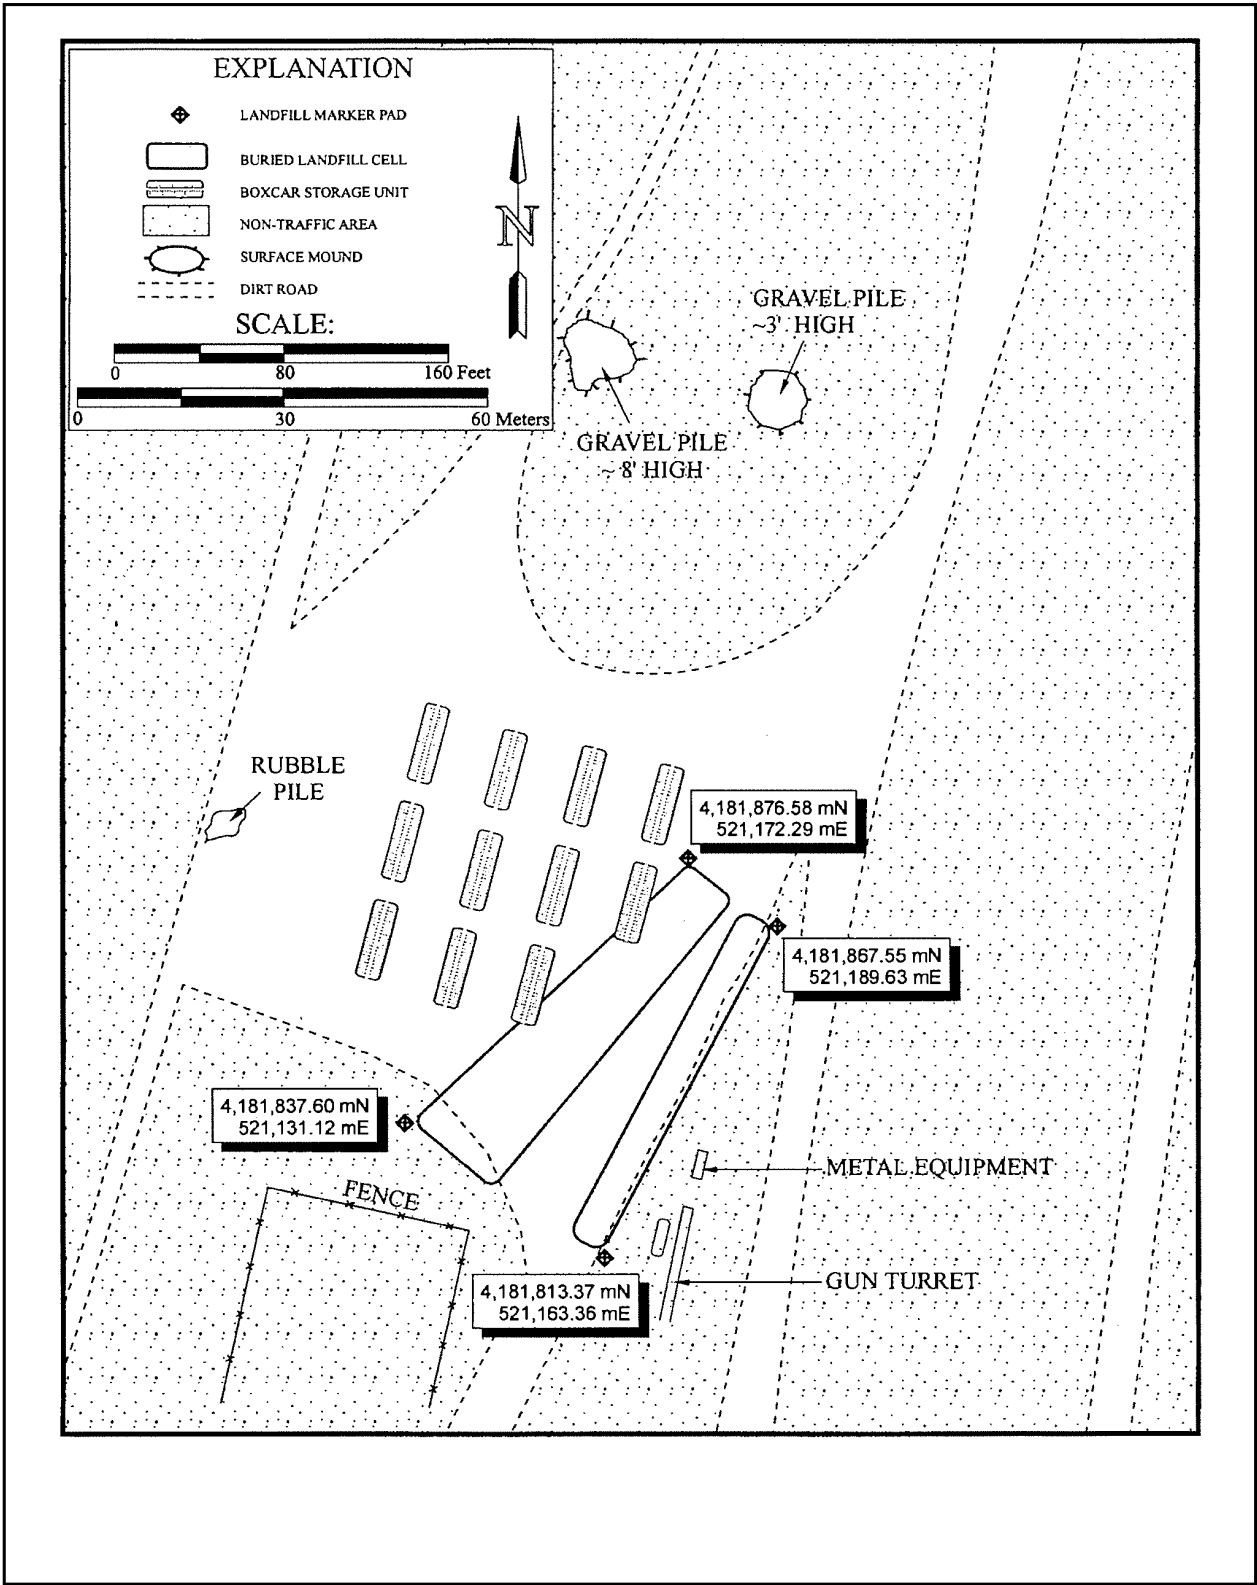 EXPLANATION
LANDFILL MARKER PAD
BURIED LANDFILL CELL
BOXCAR STORAGE UNIT
NON-TRAFFIC AREA
SURFACE MOUND
DIRT ROAD
N
SCALE:
0 80 160 Feet
0 30 60 Meters
GRAVEL PILE
~3' HIGH
GRAVEL PILE
~ 8' HIGH
RUBBLE
PILE
4,181,876.58 mN
521,172.29 mE
4,181,867.55 mN
521,189.63 mE
4,181,837.60 mN
521,131.12 mE
METAL EQUIPMENT
FENCE
4,181,813.37 mN
521,163.36 mE
GUN TURRET